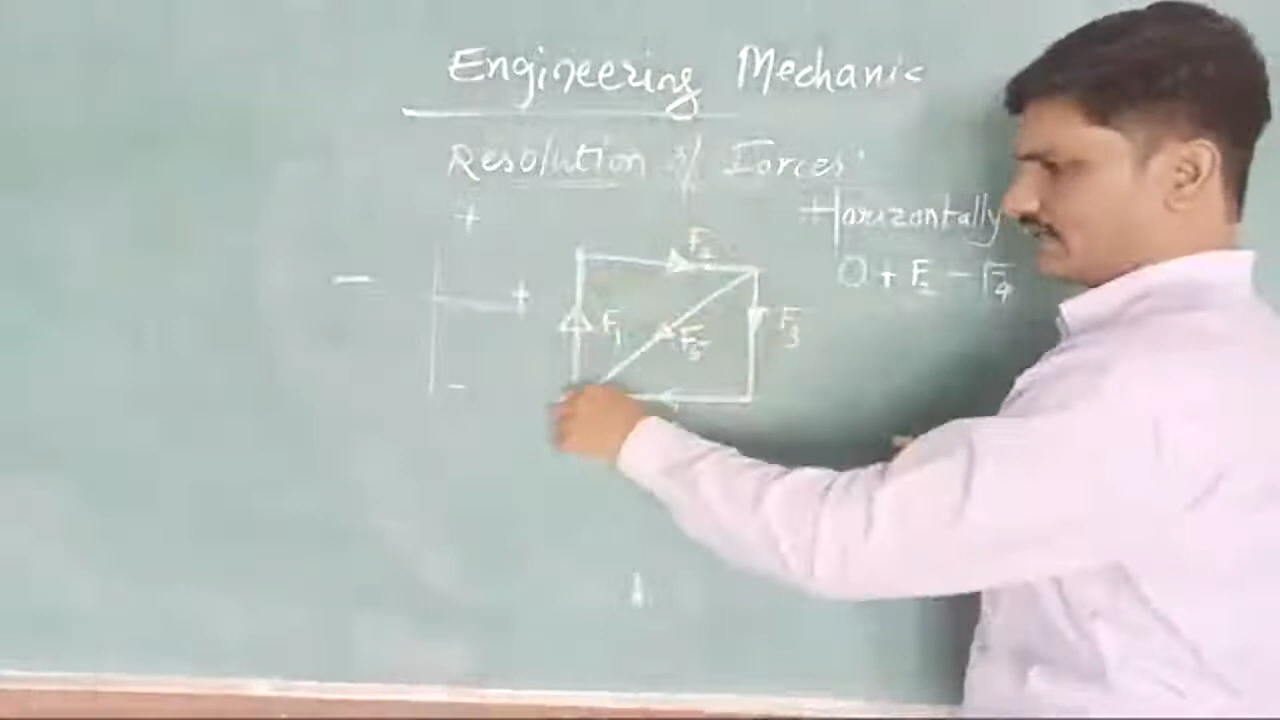 Engineering Mechanic
Resolution of Forces'
+
Horizontally
F2
0 + F2 - F4
-
+
F1
F5
F3
-